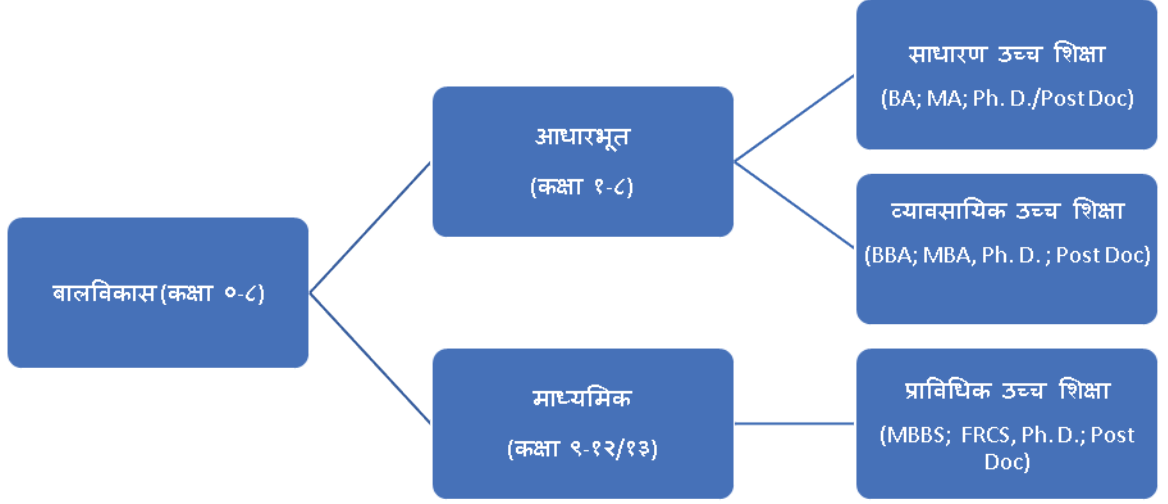 बालविकास (कक्षा ०-८)
आधारभूत
(कक्षा १-८)
माध्यमिक
(कक्षा ९-१२/१३)
साधारण उच्च शिक्षा
(BA; MA; Ph. D./Post Doc)
व्यावसायिक उच्च शिक्षा
(BBA; MBA, Ph. D. ; Post Doc)
प्राविधिक उच्च शिक्षा
(MBBS; FRCS, Ph. D.; Post
Doc)